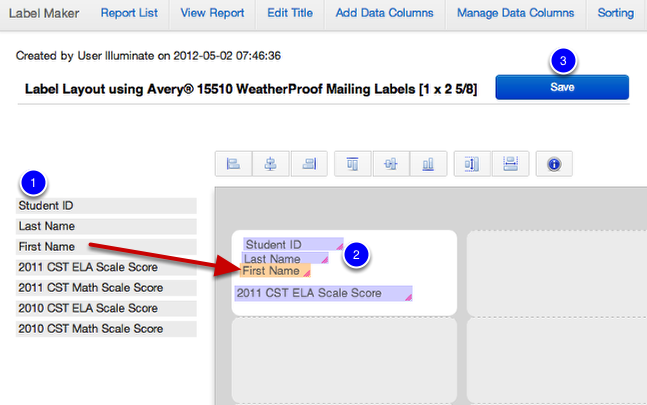 Label Maker Report List View Report Edit Title Add Data Columns Manage Data Columns Sorting
Created by User Illuminate on 2012-05-02 07:46:36
3
Label Layout using Avery® 15510 WeatherProof Mailing Labels [1 x 2 5/8] Save
1
Student ID
Last Name
First Name
2011 CST ELA Scale Score
2011 CST Math Scale Score
2010 CST ELA Scale Score
2010 CST Math Scale Score
Student ID
Last Name
2
First Name
2011 CST ELA Scale Score